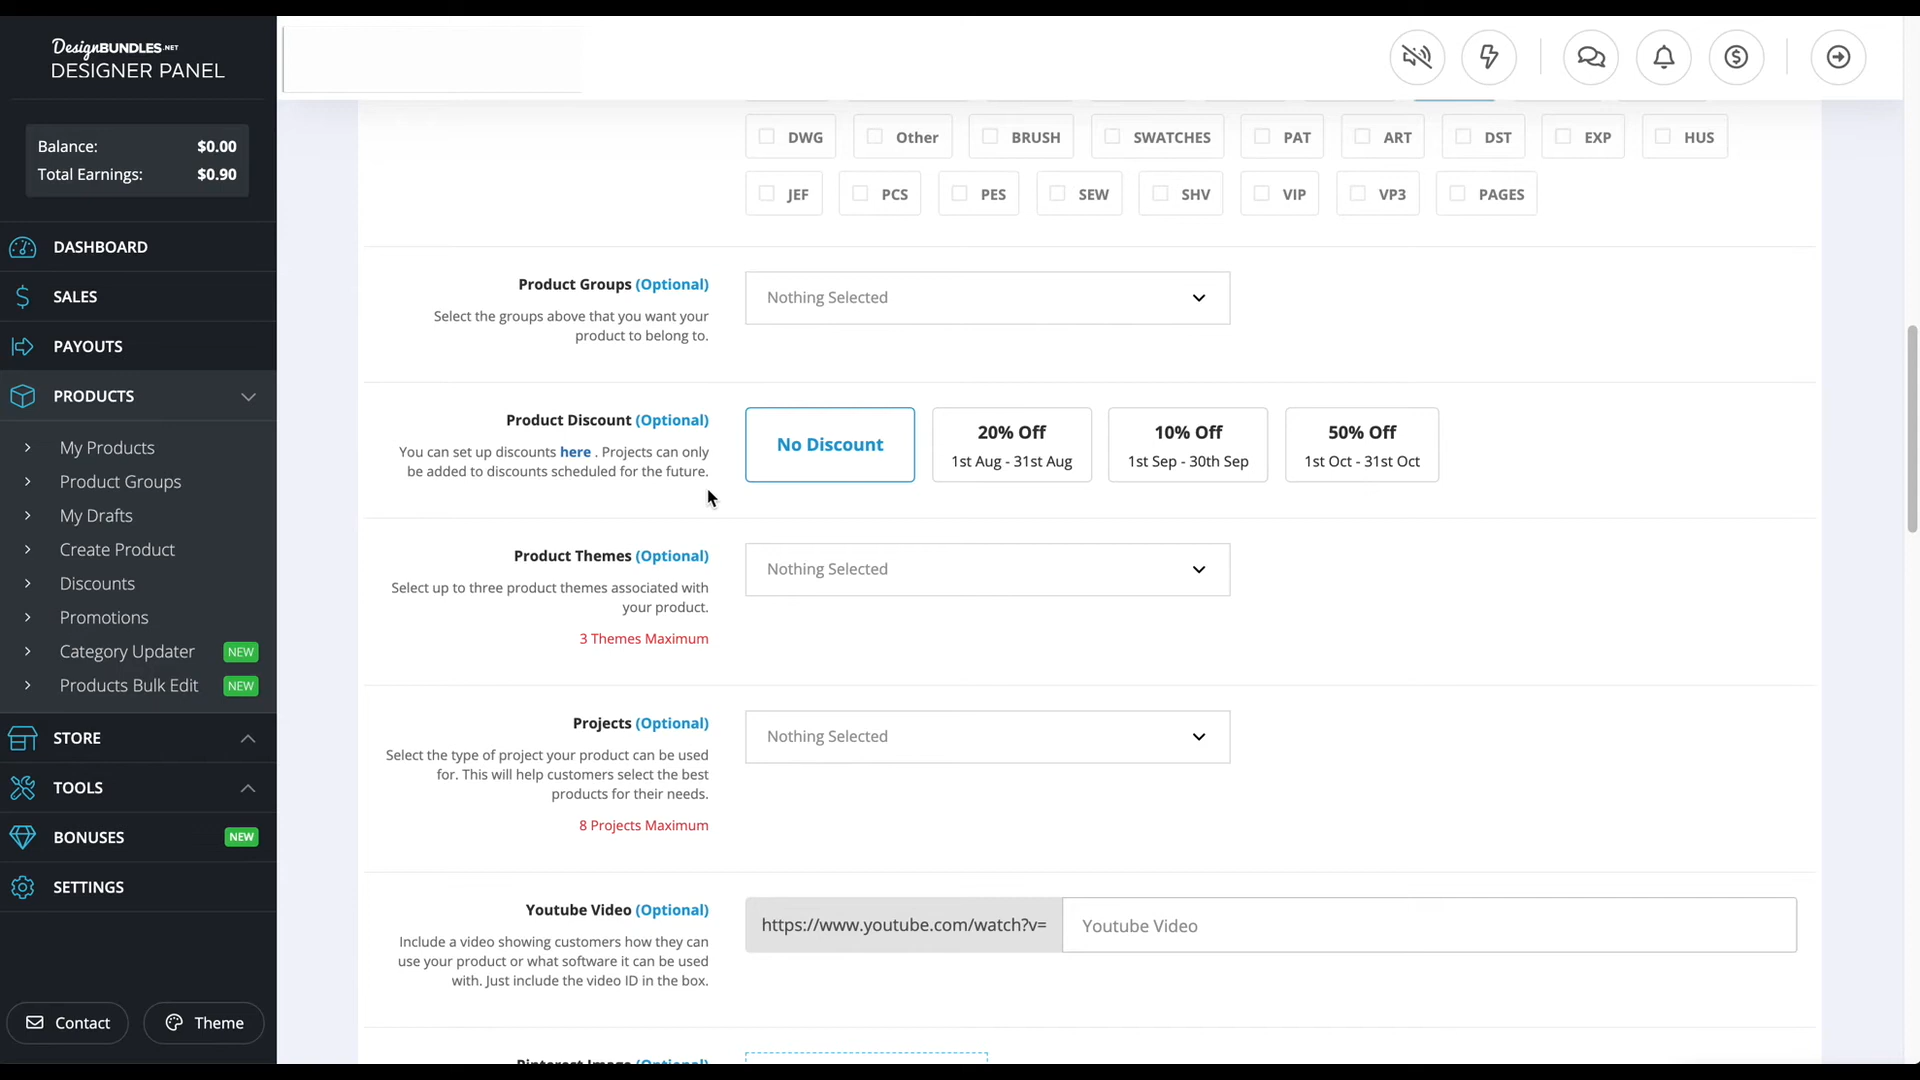 DesignBUNDLES.NET
DESIGNER PANEL
Balance: $0.00
Total Earnings: $0.90
DASHBOARD
SALES
PAYOUTS
PRODUCTS
My Products
Product Groups
My Drafts
Create Product
Discounts
Promotions
Category Updater NEW
Products Bulk Edit NEW
STORE
TOOLS
BONUSES NEW
SETTINGS
Contact Theme
DWG Other BRUSH SWATCHES PAT ART DST EXP HUS
JEF PCS PES SEW SHV VIP VP3 PAGES
Product Groups (Optional)
Select the groups above that you want your
product to belong to.
Nothing Selected
Product Discount (Optional)
You can set up discounts here . Projects can only
be added to discounts scheduled for the future.
No Discount
20% Off
1st Aug - 31st Aug
10% Off
1st Sep - 30th Sep
50% Off
1st Oct - 31st Oct
Product Themes (Optional)
Select up to three product themes associated with
your product.
3 Themes Maximum
Nothing Selected
Projects (Optional)
Select the type of project your product can be used
for. This will help customers select the best
products for their needs.
8 Projects Maximum
Nothing Selected
Youtube Video (Optional)
Include a video showing customers how they can
use your product or what software it can be used
with. Just include the video ID in the box.
https://www.youtube.com/watch?v= Youtube Video
Pinterest Image (Optional)